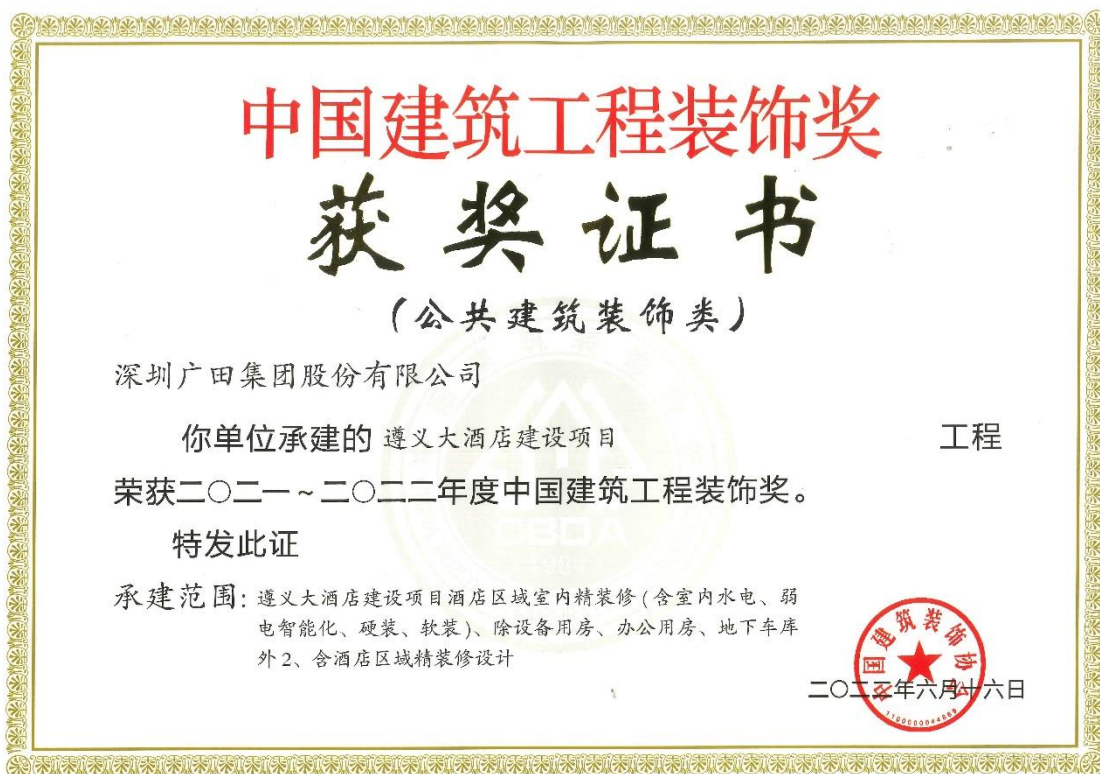 中国建筑工程装饰奖
获奖证书
(公共建筑装饰类)
深圳广田集团股份有限公司
你单位承建的 遵义大酒店建设项目 工程
荣获二〇二一~二〇二二年度中国建筑工程装饰奖。
特发此证
承建范围: 遵义大酒店建设项目酒店区域室内精装修(含室内水电、弱
电智能化、硬装、软装)、除设备用房、办公用房、地下车库
外2、含酒店区域精装修设计
中国建筑装饰协会
年六月十六日
CBDA